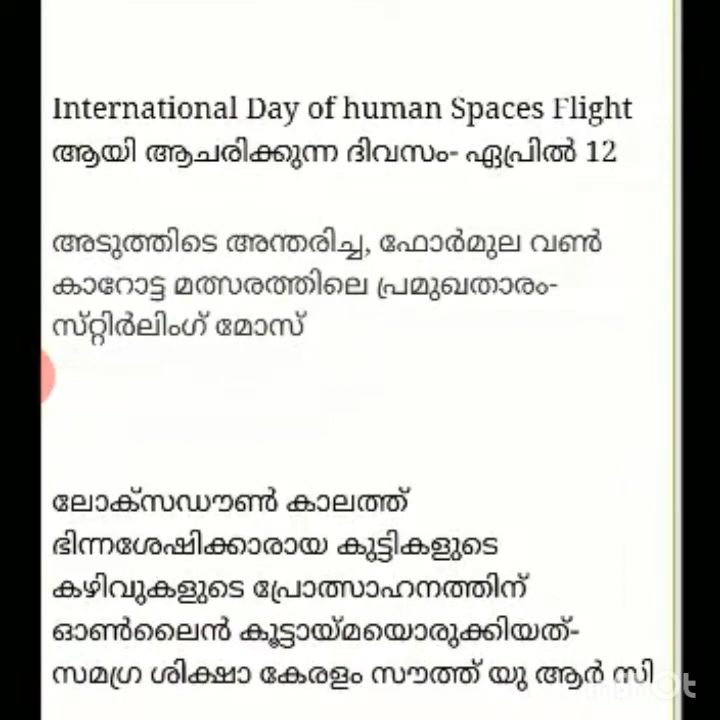 International Day of human Spaces Flight
ആയി ആചരിക്കുന്ന ദിവസം- ഏപ്രിൽ 12
അടുത്തിടെ അന്തരിച്ച, ഫോർമുല വൺ
കാറോട്ട മത്സരത്തിലെ പ്രമുഖതാരം-
സ്റ്റിർലിംഗ് മോസ്
ലോക്സഡൗൺ കാലത്ത്
ഭിന്നശേഷിക്കാരായ കുട്ടികളുടെ
കഴിവുകളുടെ പ്രോത്സാഹനത്തിന്
ഓൺലൈൻ കൂട്ടായ്മയൊരുക്കിയത്-
സമഗ്ര ശിക്ഷാ കേരളം സൗത്ത് യു ആർ സി